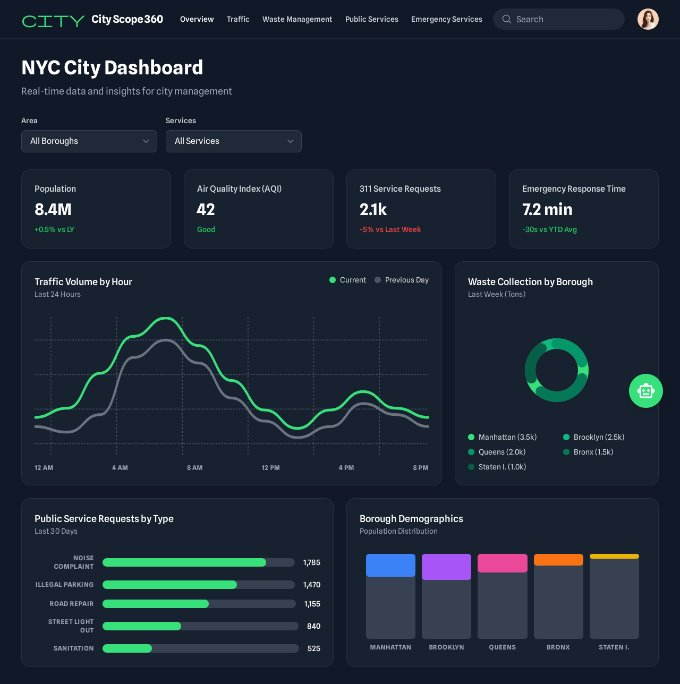 CITY City Scope 360 Overview Traffic Waste Management Public Services Emergency Services Search
NYC City Dashboard
Real-time data and insights for city management
Area Services
All Boroughs All Services
Population
8.4M
+0.5% vs LY
Air Quality Index (AQI)
42
Good
311 Service Requests
2.1k
-5% vs Last Week
Emergency Response Time
7.2 min
-30s vs YTD Avg
Traffic Volume by Hour
Last 24 Hours
Current Previous Day
12 AM 4 AM 8 AM 12 PM 4 PM 8 PM
Waste Collection by Borough
Last Week (Tons)
Manhattan (3.5k) Brooklyn (2.5k)
Queens (2.0k) Bronx (1.5k)
Staten I. (1.0k)
Public Service Requests by Type
Last 30 Days
NOISE
COMPLAINT 1,785
ILLEGAL PARKING 1,470
ROAD REPAIR 1,155
STREET LIGHT
OUT 840
SANITATION 525
Borough Demographics
Population Distribution
MANHATTAN BROOKLYN QUEENS BRONX STATEN I.